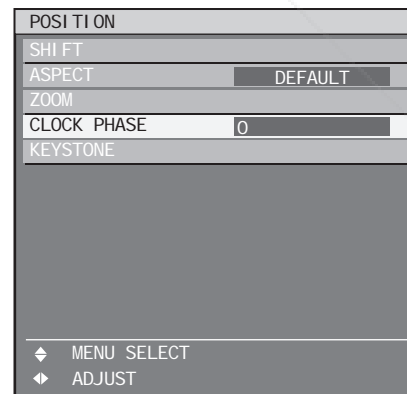 POSITION
SHIFT
ASPECT DEFAULT
ZOOM
CLOCK PHASE 0
KEYSTONE
MENU SELECT
ADJUST